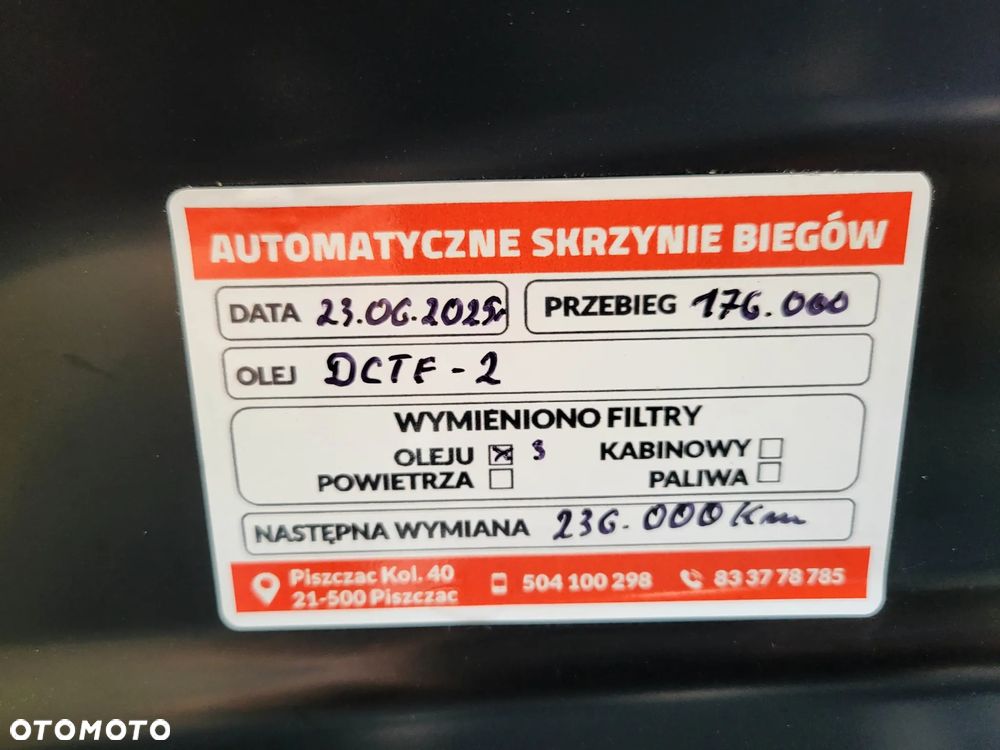 AUTOMATYCZNE SKRZYNIE BIEGÓW
DATA 23.06.2025r PRZEBIEG 176.000
OLEJ DCTF-2
WYMIENIONO FILTRY
OLEJU x 3 KABINOWY
POWIETRZA PALIWA
NASTĘPNA WYMIANA 236.000 Km
Piszczac Kol. 40 504 100 298 83 37 78 785
21-500 Piszczac
OTOMOTO